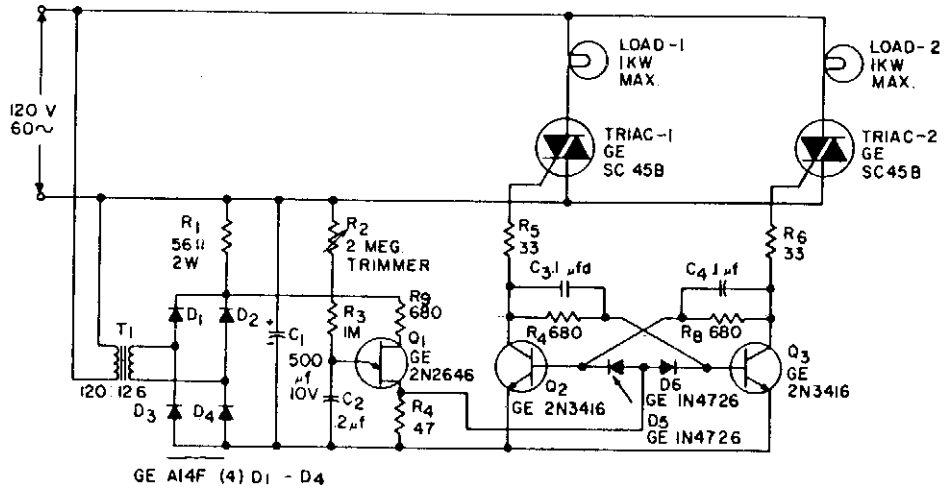 120 V
60~
LOAD-1
1KW
MAX.
LOAD-2
1KW
MAX.
TRIAC-1
GE
SC 45B
TRIAC-2
GE
SC45B
R1
56Ω
2W
R2
2 MEG.
TRIMMER
R5
33
R6
33
C3 .1 μfd
C4 .1 μf
R4 680
R8 680
D1
D2
D3
D4
T1
120
12.6
C1
+
-
500
μf
10V
R3
1M
R9
680
Q1
GE
2N2646
C2
.2μf
R4
47
Q2
GE 2N3416
D6
GE 1N4726
D5
GE 1N4726
Q3
GE
2N3416
GE A14F (4) D1 - D4